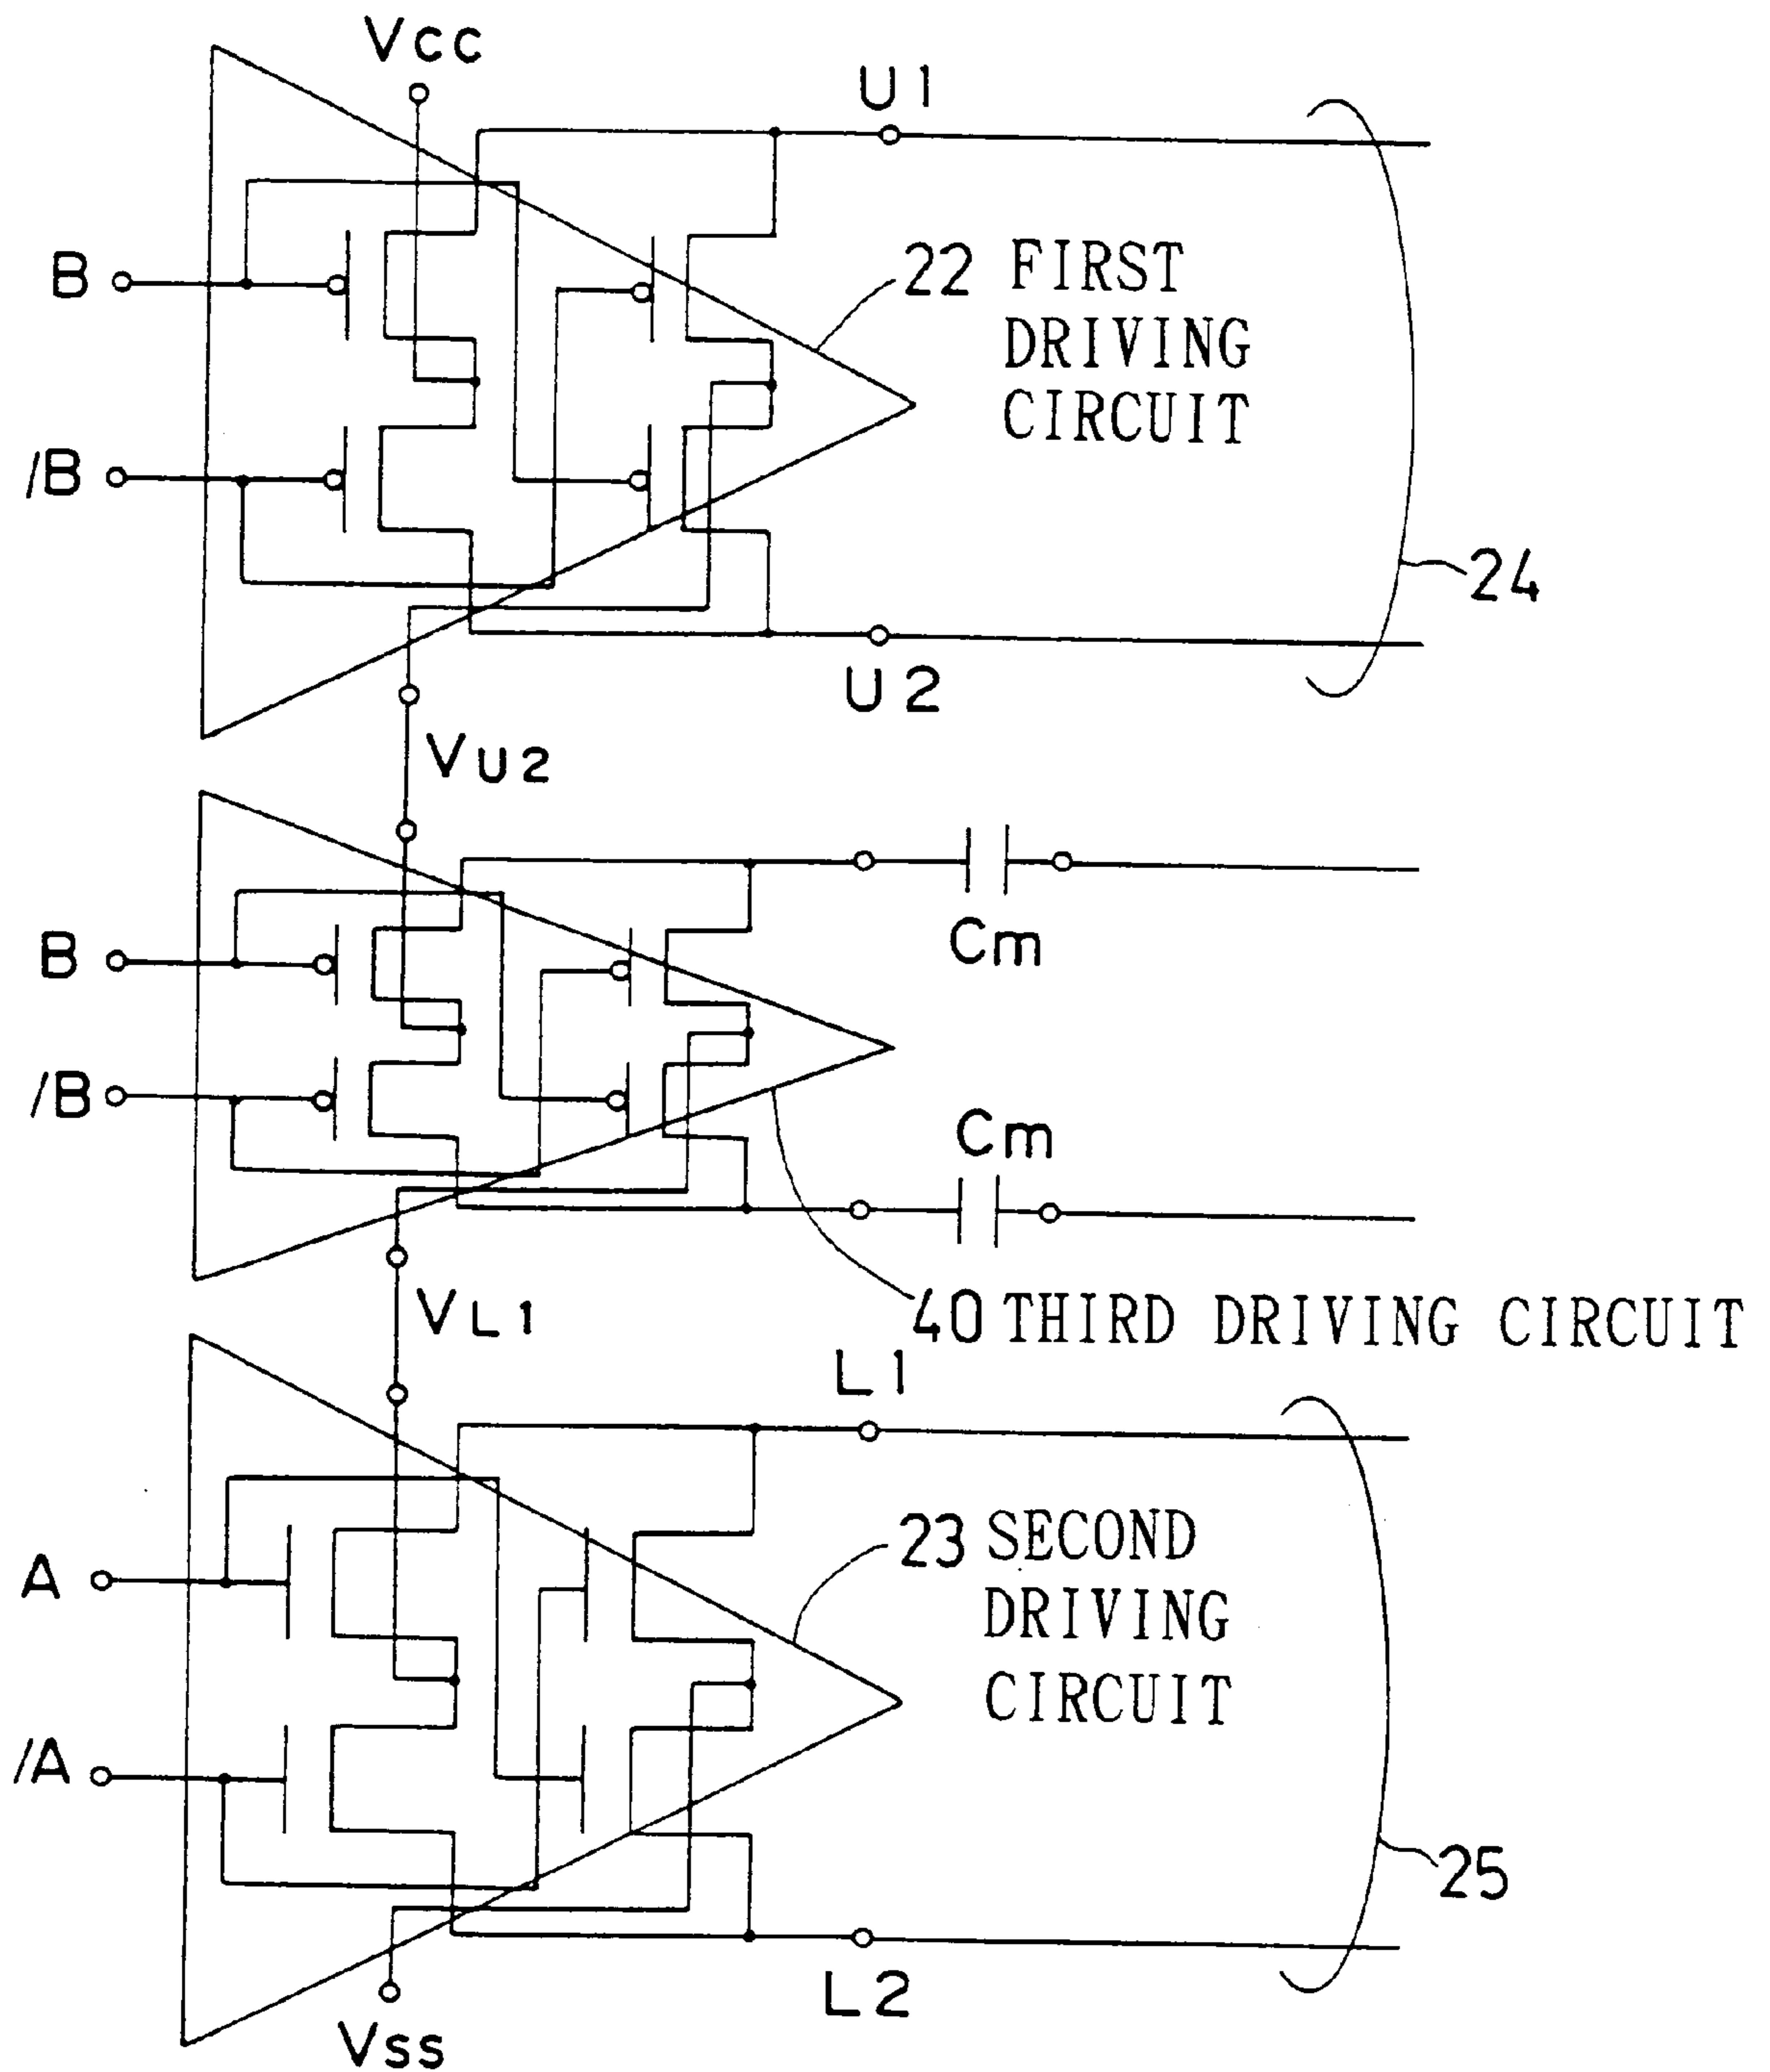 Vcc
U1
B
22 FIRST
DRIVING
CIRCUIT
/B
24
U2
VU2
B
Cm
/B
Cm
VL1
40 THIRD DRIVING CIRCUIT
L1
A
23 SECOND
DRIVING
CIRCUIT
/A
25
L2
Vss